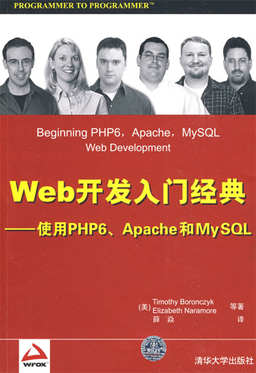 PROGRAMMER TO PROGRAMMER™
Beginning PHP6, Apache, MySQL
Web Development
Web开发入门经典
——使用PHP6、Apache和MySQL
(美) Timothy Boronczyk
Elizabeth Naramore 等著
薛焱 译
wrox
清华大学出版社